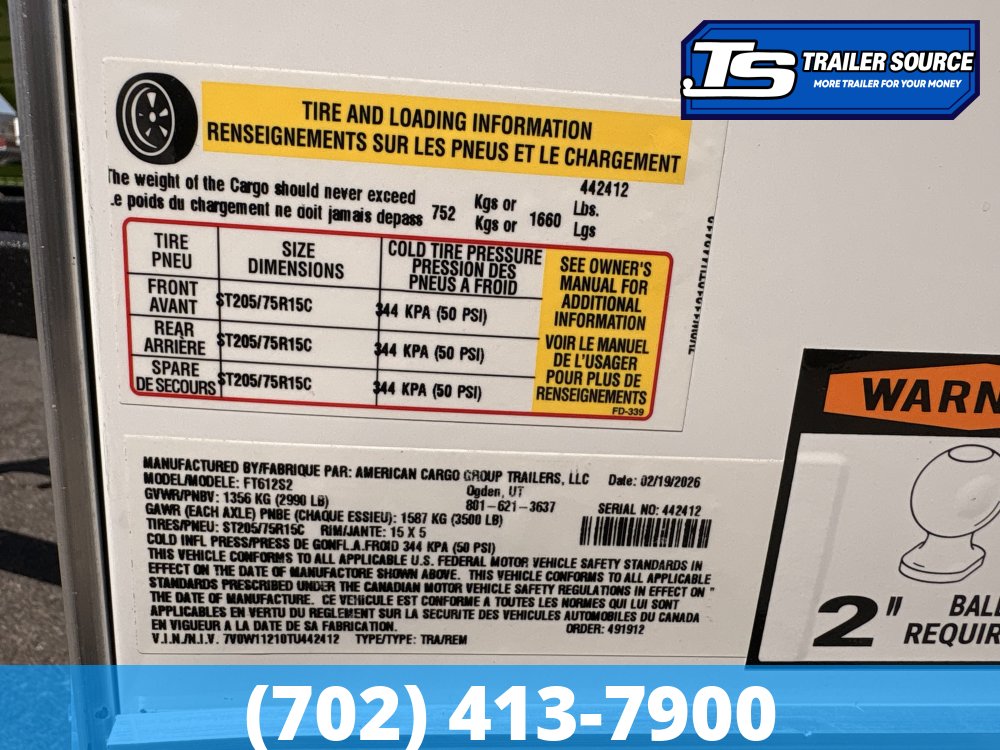 TS TRAILER SOURCE
MORE TRAILER FOR YOUR MONEY
TIRE AND LOADING INFORMATION
RENSEIGNEMENTS SUR LES PNEUS ET LE CHARGEMENT
442412
The weight of the Cargo should never exceed
Le poids du chargement ne doit jamais depass
752
Kgs or
Kgs or
1660
Lbs.
Lgs
TIRE
PNEU
SIZE
DIMENSIONS
COLD TIRE PRESSURE
PRESSION DES
PNEUS A FROID
FRONT
AVANT
ST205/75R15C
344 KPA (50 PSI)
REAR
ARRIÈRE
ST205/75R15C
344 KPA (50 PSI)
SPARE
DE SECOURS
ST205/75R15C
344 KPA (50 PSI)
SEE OWNER'S
MANUAL FOR
ADDITIONAL
INFORMATION
VOIR LE MANUEL
DE L'USAGER
POUR PLUS DE
RENSEIGNEMENTS
FD-339
MANUFACTURED BY/FABRIQUE PAR: AMERICAN CARGO GROUP TRAILERS, LLC Date: 02/19/2026
MODEL/MODELE: FT612S2 Ogden, UT
GVWR/PNBV: 1356 KG (2990 LB) 801-621-3637 SERIAL NO: 442412
GAWR (EACH AXLE) PNBE (CHAQUE ESSIEU): 1587 KG (3500 LB)
TIRES/PNEU: ST205/75R15C RIM/JANTE: 15 X 5
COLD INFL PRESS/PRESS DE GONFL.A.FROID 344 KPA (50 PSI)
THIS VEHICLE CONFORMS TO ALL APPLICABLE U.S. FEDERAL MOTOR VEHICLE SAFETY STANDARDS IN
EFFECT ON THE DATE OF MANUFACTORE SHOWN ABOVE. THIS VEHICLE CONFORMS TO ALL APPLICABLE
STANDARDS PRESCRIBED UNDER THE CANADIAN MOTOR VEHICLE SAFETY REGULATIONS IN EFFECT ON "
THE DATE OF MANUFACTURE. CE VEHICULE EST CONFORME A TOUTES LES NORMES QUI LUI SONT
APPLICABLES EN VERTU DU REGLEMENT SUR LA SECURITE DES VEHICULES AUTOMOBILES DU CANADA
EN VIGUEUR A LA DATE DE SA FABRICATION. ORDER: 491912
V.I.N./N.I.V. 7V0W11210TU442412 TYPE/TYPE: TRA/REM
WARN
2" BALL
REQUIR
(702) 413-7900